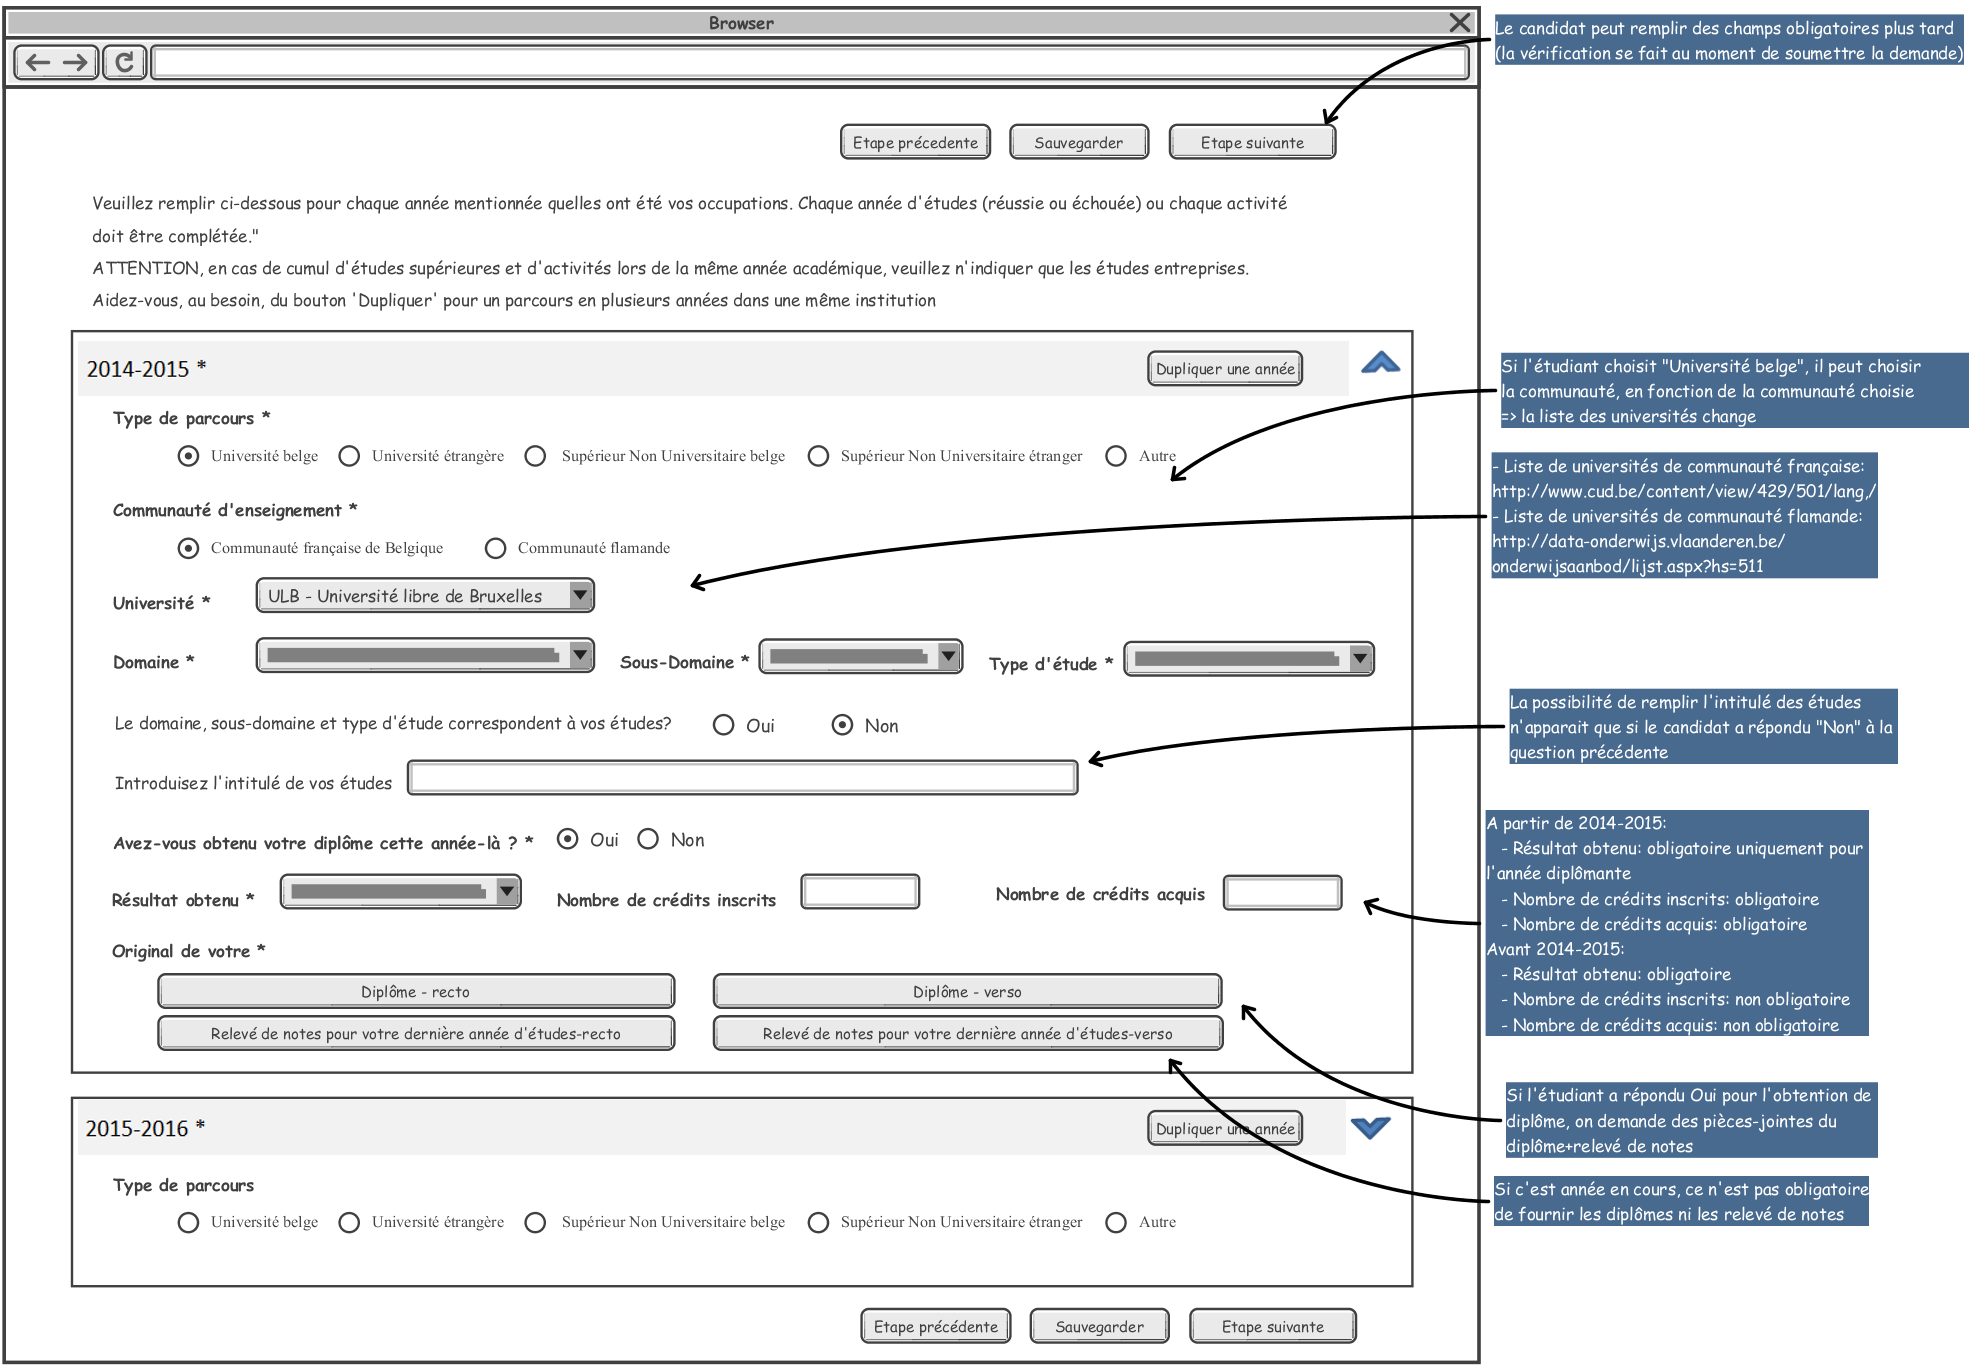 Browser
Le candidat peut remplir des champs obligatoires plus tard
(la vérification se fait au moment de soumettre la demande)
Etape précedente
Sauvegarder
Etape suivante
Veuillez remplir ci-dessous pour chaque année mentionnée quelles ont été vos occupations. Chaque année d'études (réussie ou échouée) ou chaque activité
doit être complétée."
ATTENTION, en cas de cumul d'études supérieures et d'activités lors de la même année académique, veuillez n'indiquer que les études entreprises.
Aidez-vous, au besoin, du bouton 'Dupliquer' pour un parcours en plusieurs années dans une même institution
2014-2015 *
Dupliquer une année
Si l'étudiant choisit "Université belge", il peut choisir
la communauté, en fonction de la communauté choisie
=> la liste des universités change
Type de parcours *
Université belge
Université étrangère
Supérieur Non Universitaire belge
Supérieur Non Universitaire étranger
Autre
- Liste de universités de communauté française:
http://www.cud.be/content/view/429/501/lang,/
- Liste de universités de communauté flamande:
http://data-onderwijs.vlaanderen.be/
onderwijsaanbod/lijst.aspx?hs=511
Communauté d'enseignement *
Communauté française de Belgique
Communauté flamande
Université *
ULB - Université libre de Bruxelles
Domaine *
Sous-Domaine *
Type d'étude *
Le domaine, sous-domaine et type d'étude correspondent à vos études?
Oui
Non
La possibilité de remplir l'intitulé des études
n'apparait que si le candidat a répondu "Non" à la
question précédente
Introduisez l'intitulé de vos études
Avez-vous obtenu votre diplôme cette année-là ? *
Oui
Non
Résultat obtenu *
Nombre de crédits inscrits
Nombre de crédits acquis
A partir de 2014-2015:
- Résultat obtenu: obligatoire uniquement pour
l'année diplômante
- Nombre de crédits inscrits: obligatoire
- Nombre de crédits acquis: obligatoire
Avant 2014-2015:
- Résultat obtenu: obligatoire
- Nombre de crédits inscrits: non obligatoire
- Nombre de crédits acquis: non obligatoire
Original de votre *
Diplôme - recto
Diplôme - verso
Relevé de notes pour votre dernière année d'études-recto
Relevé de notes pour votre dernière année d'études-verso
Si l'étudiant a répondu Oui pour l'obtention de
diplôme, on demande des pièces-jointes du
diplôme+relevé de notes
2015-2016 *
Dupliquer une année
Si c'est année en cours, ce n'est pas obligatoire
de fournir les diplômes ni les relevé de notes
Type de parcours
Université belge
Université étrangère
Supérieur Non Universitaire belge
Supérieur Non Universitaire étranger
Autre
Etape précédente
Sauvegarder
Etape suivante